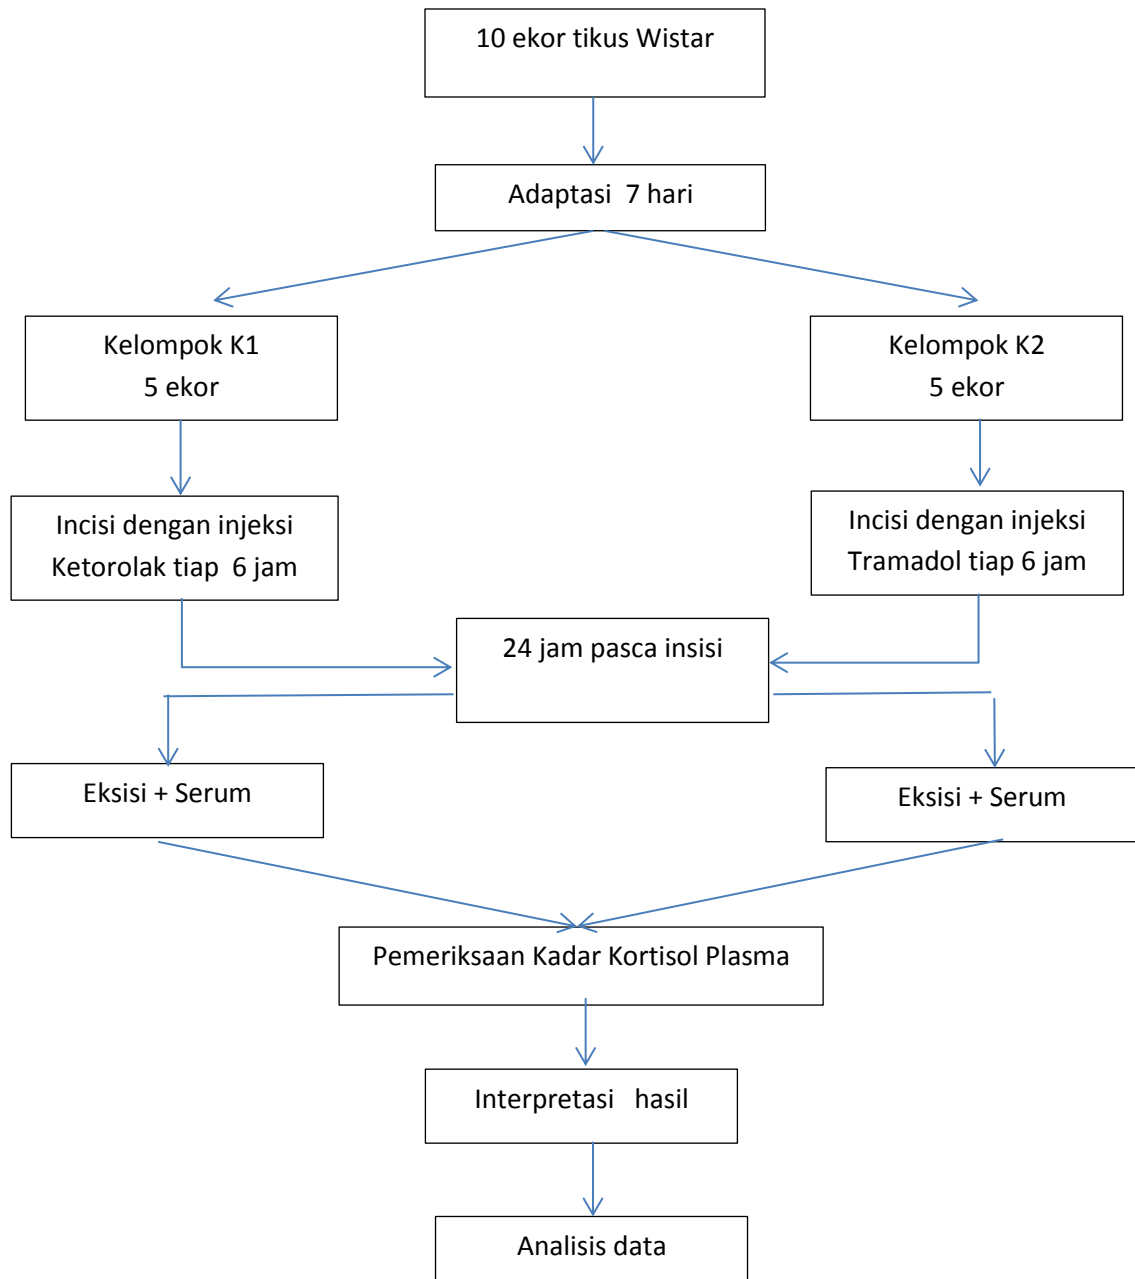 10 ekor tikus Wistar
Adaptasi 7 hari
Kelompok K1
5 ekor
Kelompok K2
5 ekor
Incisi dengan injeksi
Ketorolak tiap 6 jam
Incisi dengan injeksi
Tramadol tiap 6 jam
24 jam pasca insisi
Eksisi + Serum
Eksisi + Serum
Pemeriksaan Kadar Kortisol Plasma
Interpretasi hasil
Analisis data